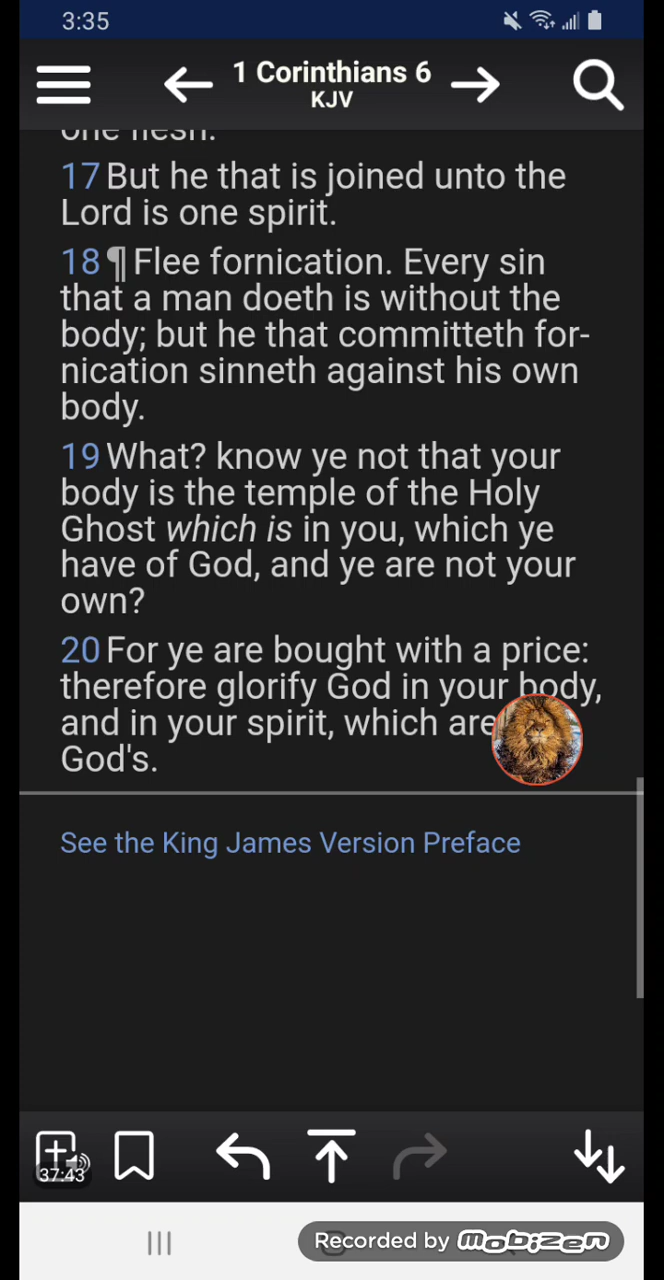 3:35
1 Corinthians 6
KJV
one flesh.
17 But he that is joined unto the
Lord is one spirit.
18 ¶ Flee fornication. Every sin
that a man doeth is without the
body; but he that committeth for-
nication sinneth against his own
body.
19 What? know ye not that your
body is the temple of the Holy
Ghost which is in you, which ye
have of God, and ye are not your
own?
20 For ye are bought with a price:
therefore glorify God in your body,
and in your spirit, which are
God's.
See the King James Version Preface
37:43
Recorded by mobizen